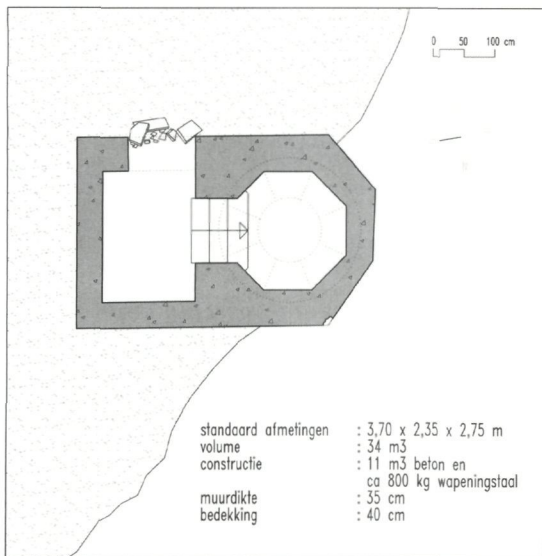 0 50 100 cm
standaard afmetingen : 3,70 x 2,35 x 2,75 m
volume : 34 m3
constructie : 11 m3 beton en
ca 800 kg wapeningstaal
muurdikte : 35 cm
bedekking : 40 cm